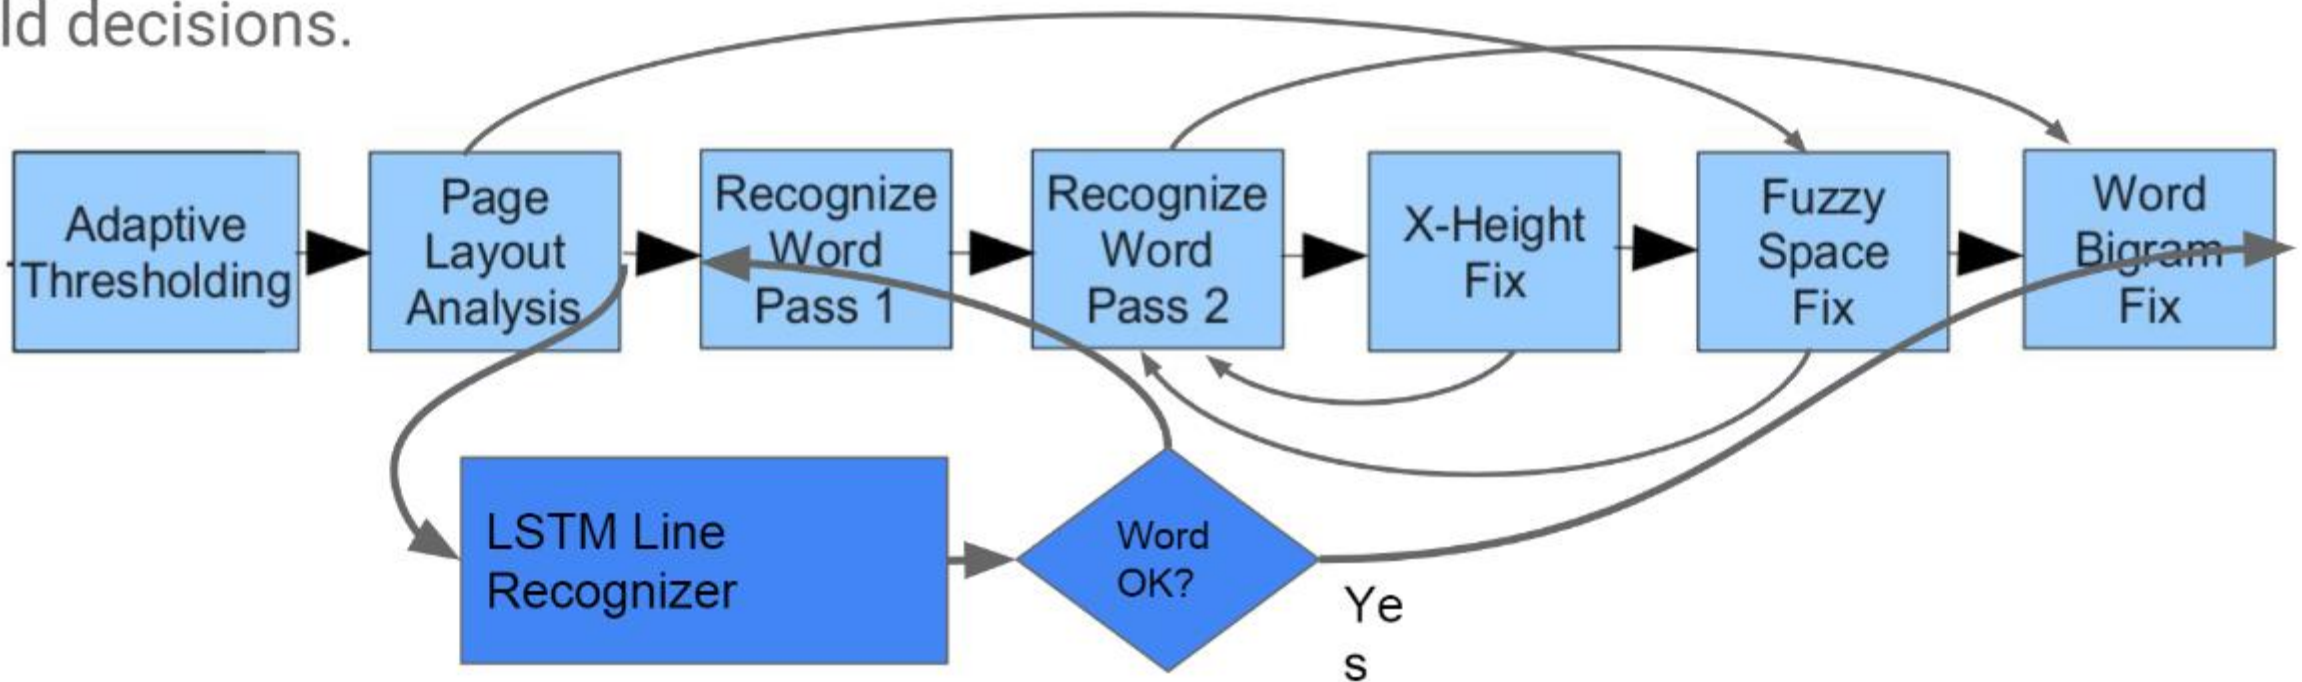 ld decisions.
Adaptive
Thresholding
Page
Layout
Analysis
Recognize
Word
Pass 1
Recognize
Word
Pass 2
X-Height
Fix
Fuzzy
Space
Fix
Word
Bigram
Fix
LSTM Line
Recognizer
Word
OK?
Ye
s